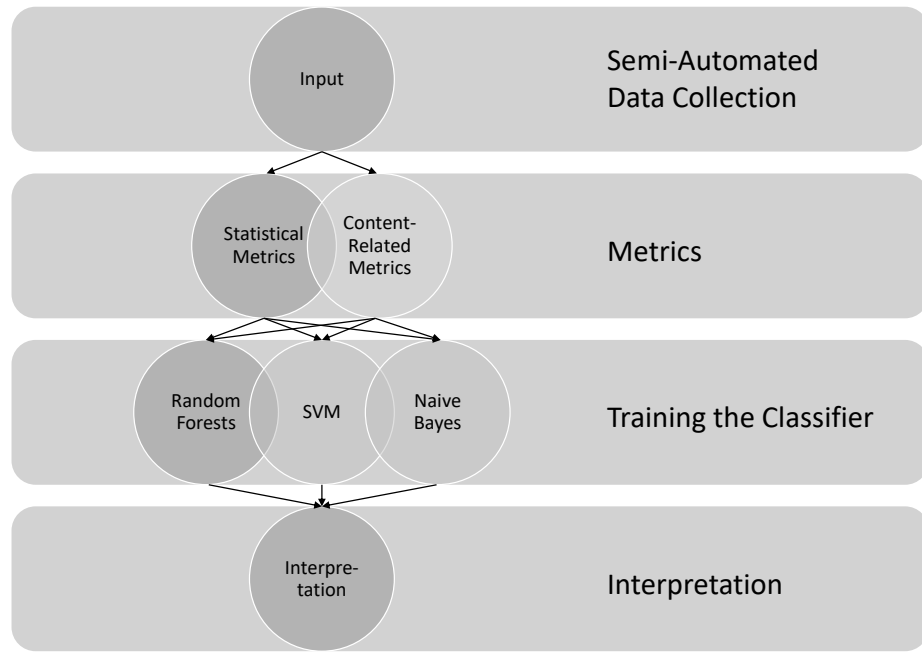 Input
Semi-Automated
Data Collection
Statistical
Metrics
Content-
Related
Metrics
Metrics
Random
Forests
SVM
Naive
Bayes
Training the Classifier
Interpre-
tation
Interpretation